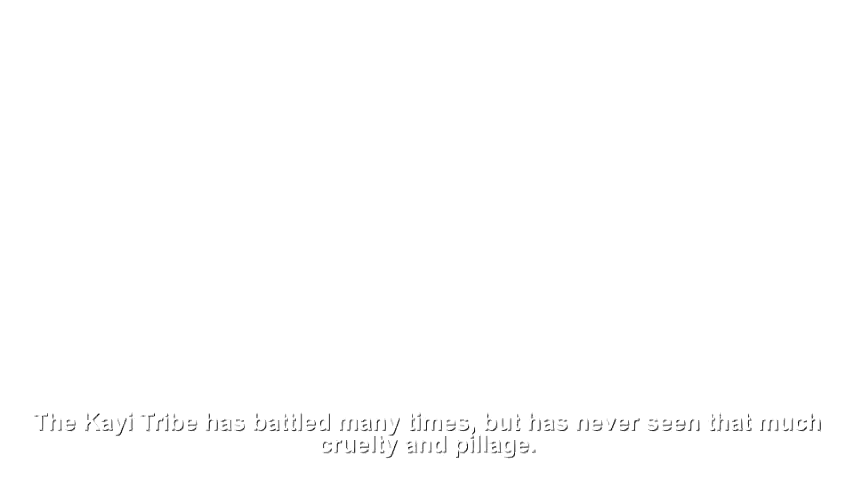 The Kayi Tribe has battled many times, but has never seen that much
cruelty and pillage.